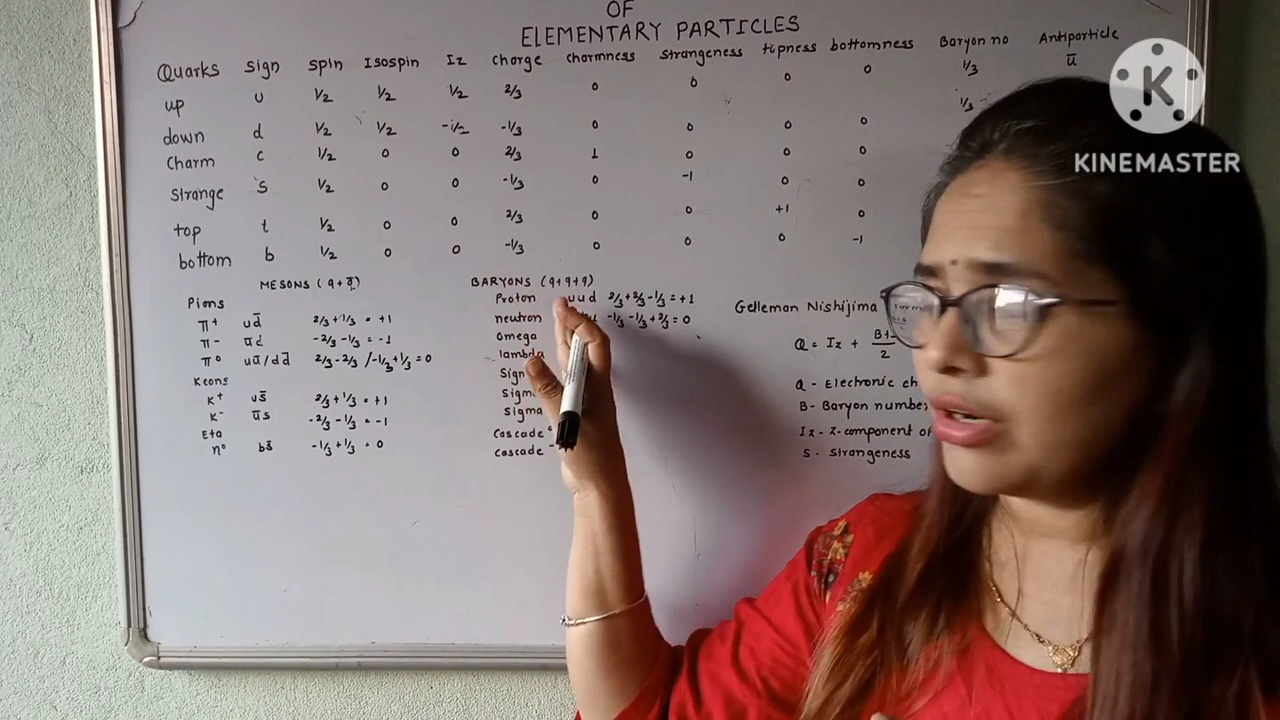 OF
ELEMENTARY PARTICLES
Quarks sign spin Isospin Iz charge charmness strangeness topness bottomness Baryon no Antiparticle
up u 1/2 1/2 1/2 2/3 0 0 0 0 1/3 ū
down d 1/2 1/2 -1/2 -1/3 0 0 0 0 1/3
charm c 1/2 0 0 2/3 1 0 0 0
strange s 1/2 0 0 -1/3 0 -1 0 0
top t 1/2 0 0 2/3 0 0 +1 0
bottom b 1/2 0 0 -1/3 0 0 0 -1
MESONS (q+q̄)
Pions
π+ ud̄ 2/3+1/3 = +1
π- ūd -2/3-1/3 = -1
π0 uū/dd̄ 2/3-2/3 /-1/3+1/3 = 0
Keons
K+ us̄ 2/3+1/3 = +1
K- ūs -2/3-1/3 = -1
Eta
η0 bs̄ -1/3+1/3 = 0
BARYONS (q+q+q)
Proton uud 2/3+2/3-1/3 = +1
neutron -1/3-1/3+2/3 = 0
omega
lambda
Sigma
Cascade
Cascade -
Gelleman Nishijima
Q = Iz + B+
2
Q - Electronic
B- Baryon number
Iz - z-component of
S - Strangeness
K
KINEMASTER